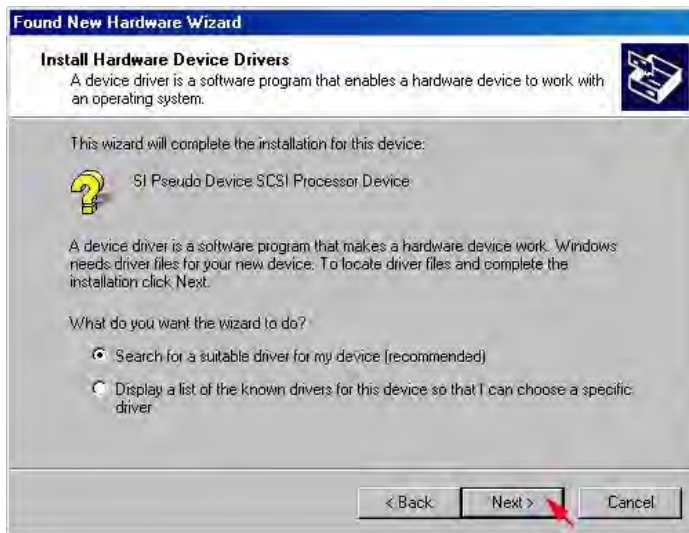 Found New Hardware Wizard
Install Hardware Device Drivers
A device driver is a software program that enables a hardware device to work with
an operating system.
This wizard will complete the installation for this device:
SI Pseudo Device SCSI Processor Device
A device driver is a software program that makes a hardware device work. Windows
needs driver files for your new device. To locate driver files and complete the
installation click Next.
What do you want the wizard to do?
Search for a suitable driver for my device (recommended)
Display a list of the known drivers for this device so that I can choose a specific
driver
< Back
Next >
Cancel